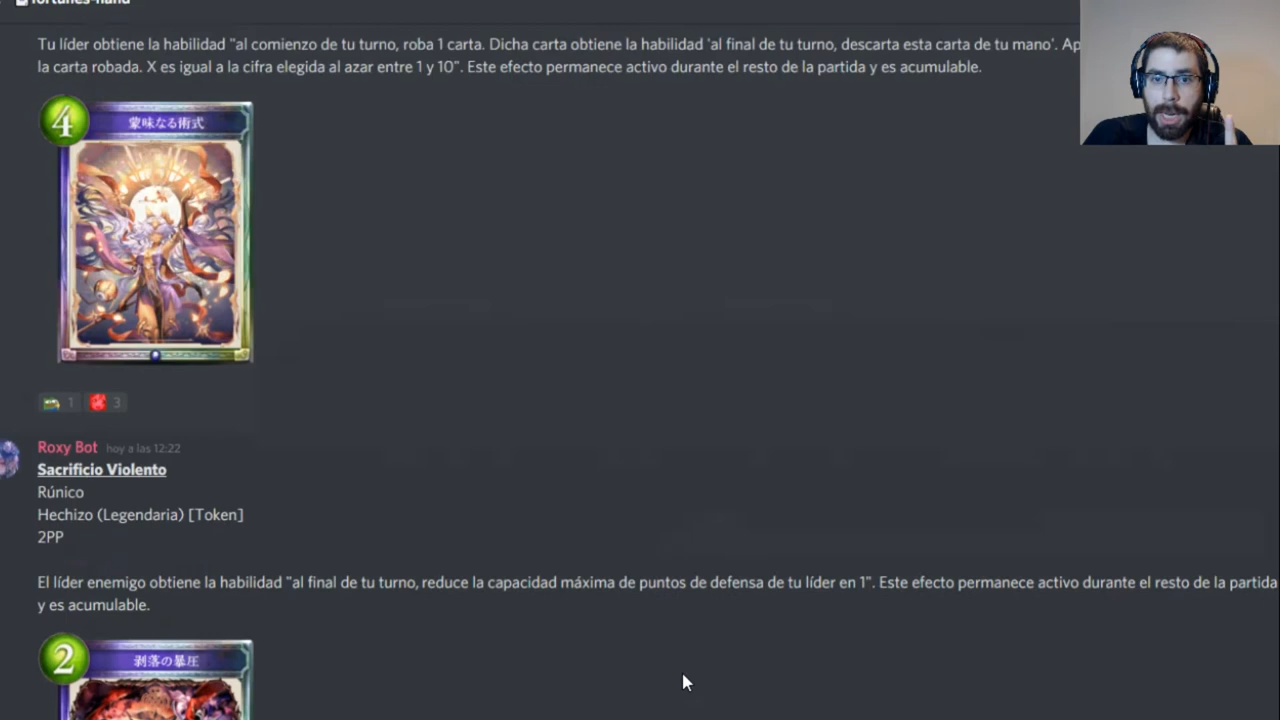 fortunes-hand
Tu líder obtiene la habilidad "al comienzo de tu turno, roba 1 carta. Dicha carta obtiene la habilidad 'al final de tu turno, descarta esta carta de tu mano'. Ap
la carta robada. X es igual a la cifra elegida al azar entre 1 y 10". Este efecto permanece activo durante el resto de la partida y es acumulable.
4
蒙昧なる術式
1 3
Roxy Bot hoy a las 12:22
Sacrificio Violento
Rúnico
Hechizo (Legendaria) [Token]
2PP
El líder enemigo obtiene la habilidad "al final de tu turno, reduce la capacidad máxima de puntos de defensa de tu líder en 1". Este efecto permanece activo durante el resto de la partida
y es acumulable.
2
剥落の暴圧